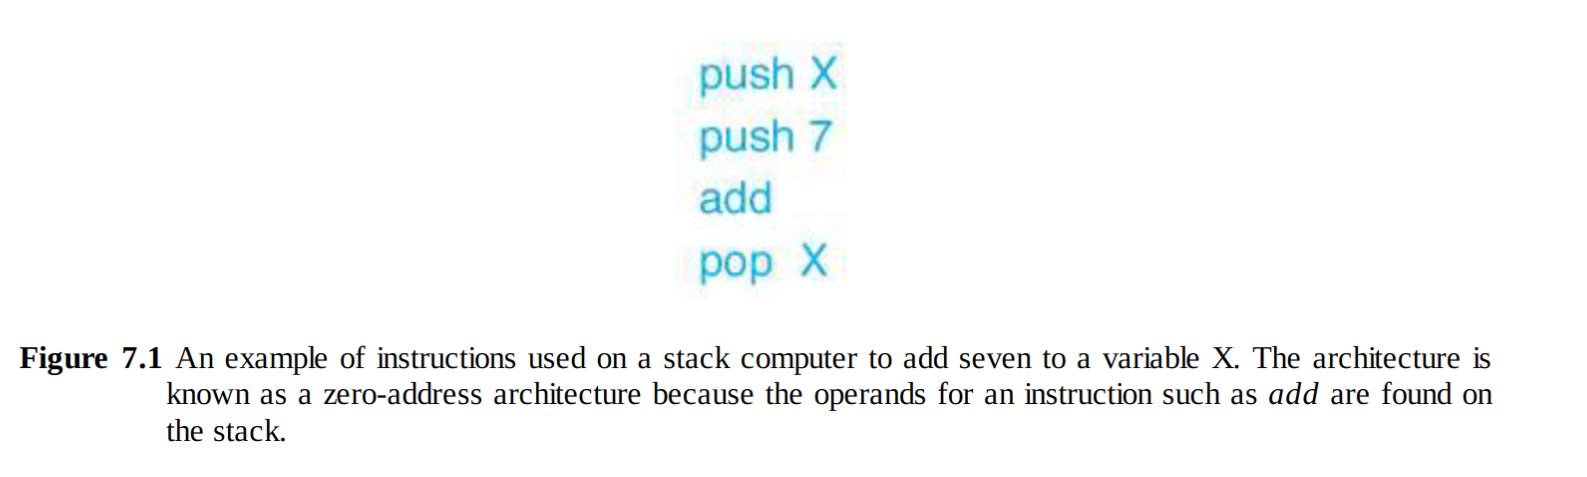 push X
push 7
add
pop X
Figure 7.1 An example of instructions used on a stack computer to add seven to a variable X. The architecture is
known as a zero-address architecture because the operands for an instruction such as add are found on
the stack.